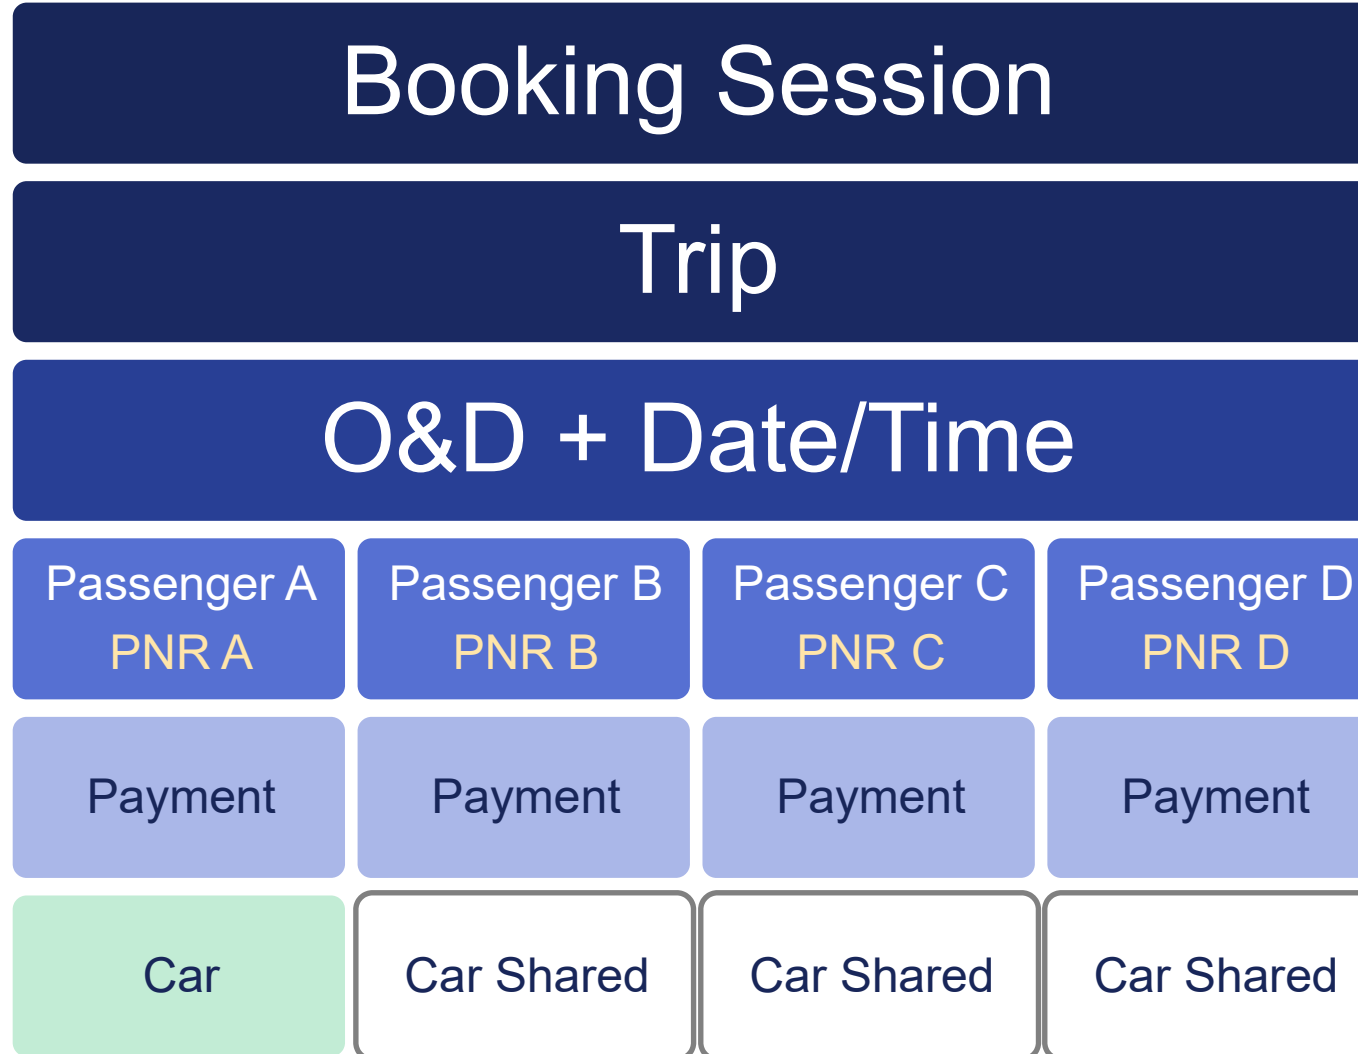 Booking Session
Trip
O&D + Date/Time
Passenger A
PNR A
Passenger B
PNR B
Passenger C
PNR C
Passenger D
PNR D
Payment
Payment
Payment
Payment
Car
Car Shared
Car Shared
Car Shared